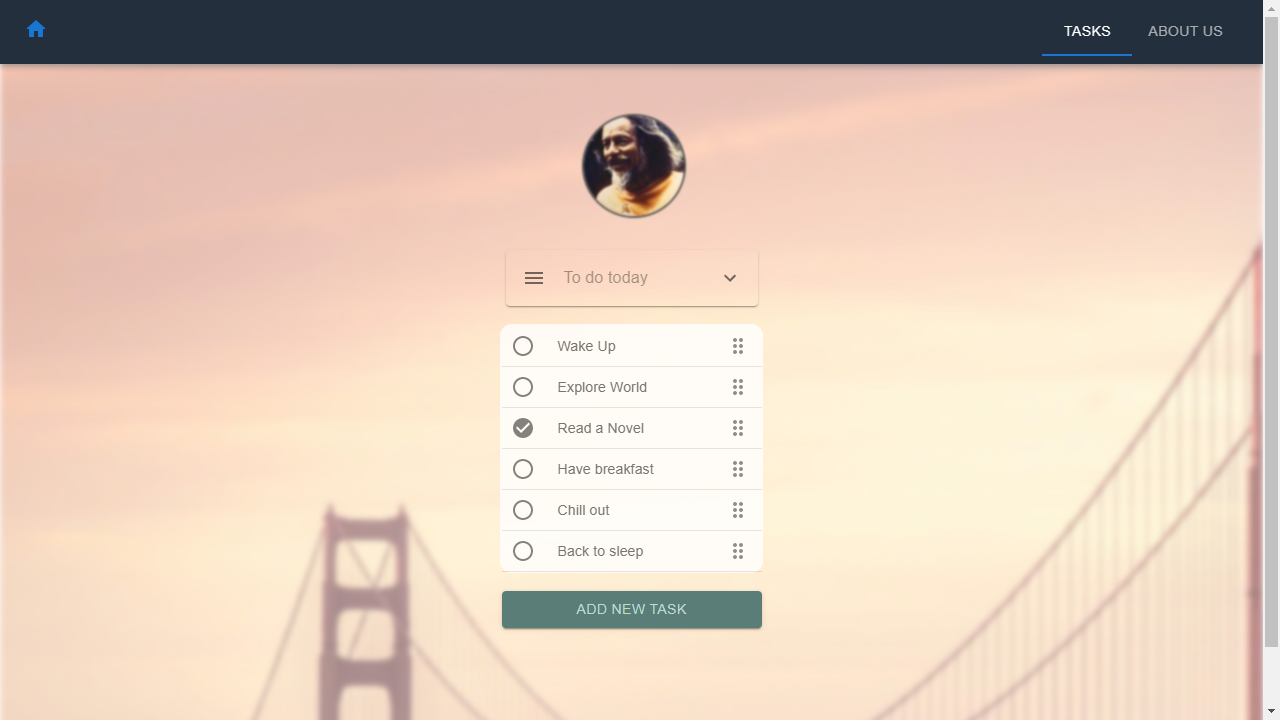 TASKS
ABOUT US
To do today
Wake Up
Explore World
Read a Novel
Have breakfast
Chill out
Back to sleep
ADD NEW TASK